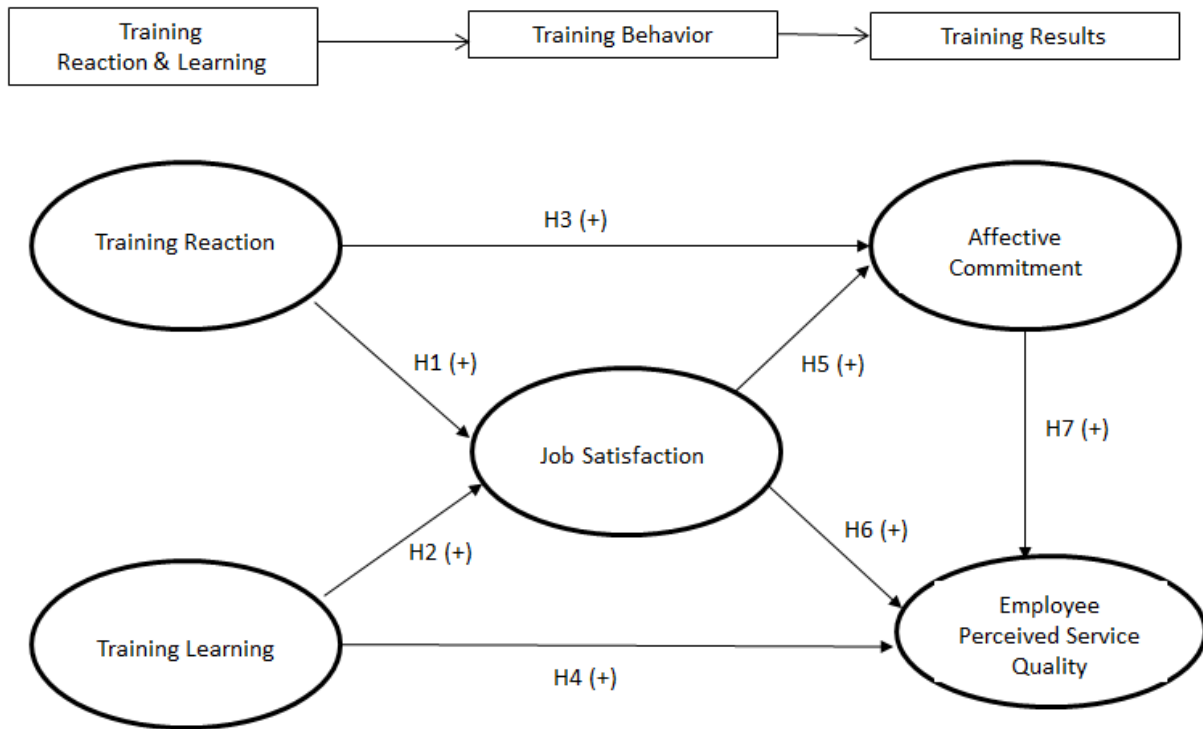 Training
Reaction & Learning
Training Behavior
Training Results
Training Reaction
H3 (+)
Affective
Commitment
H1 (+)
H5 (+)
Job Satisfaction
H7 (+)
H2 (+)
H6 (+)
Training Learning
H4 (+)
Employee
Perceived Service
Quality